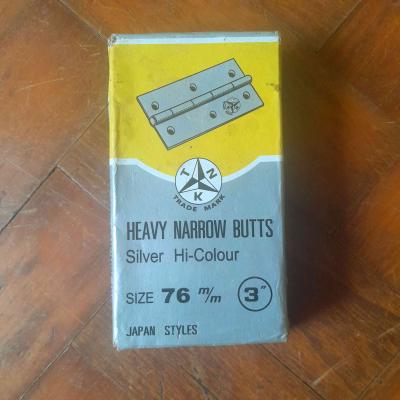 T N
K
TRADE MARK
HEAVY NARROW BUTTS
Silver Hi-Colour
SIZE 76 m/m 3"
JAPAN STYLES